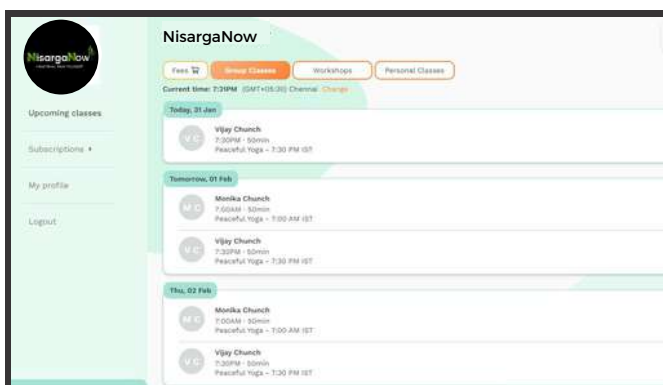 NisargaNow
NisargaNow
Fees
Group Classes
Workshops
Personal Classes
Current time: 7:39PM (GMT+05:30) Chennai Change
Upcoming classes
Subscriptions
My profile
Logout
Today, 31 Jan
VC
Vijay Chunch
7:30PM - 50min
Peaceful Yoga - 7:30 PM IST
Tomorrow, 01 Feb
MC
Monika Chunch
7:00AM - 50min
Peaceful Yoga - 7:00 AM IST
VC
Vijay Chunch
7:30PM - 50min
Peaceful Yoga - 7:30 PM IST
Thu, 02 Feb
MC
Monika Chunch
7:00AM - 50min
Peaceful Yoga - 7:00 AM IST
VC
Vijay Chunch
7:30PM - 50min
Peaceful Yoga - 7:30 PM IST